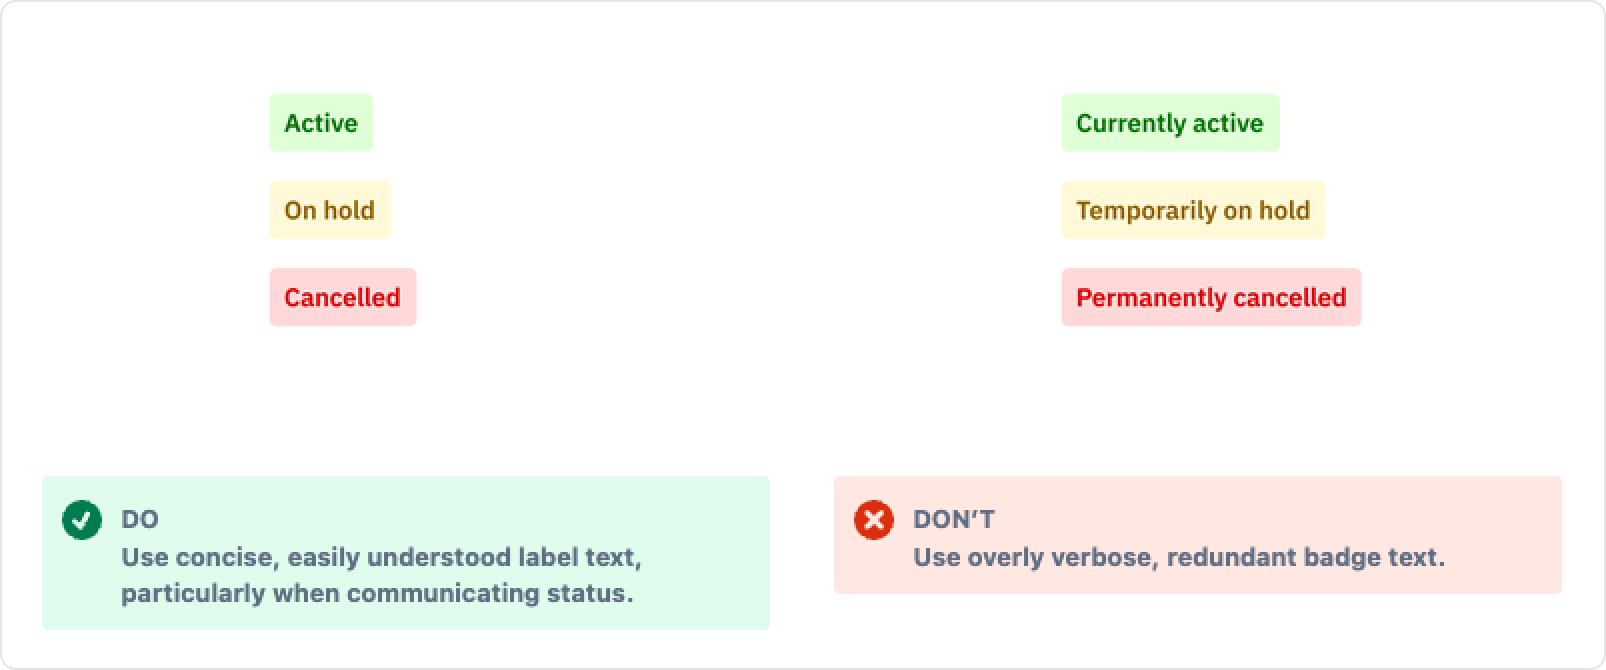 Active
On hold
Cancelled
DO
Use concise, easily understood label text,
particularly when communicating status.
Currently active
Temporarily on hold
Permanently cancelled
DON’T
Use overly verbose, redundant badge text.